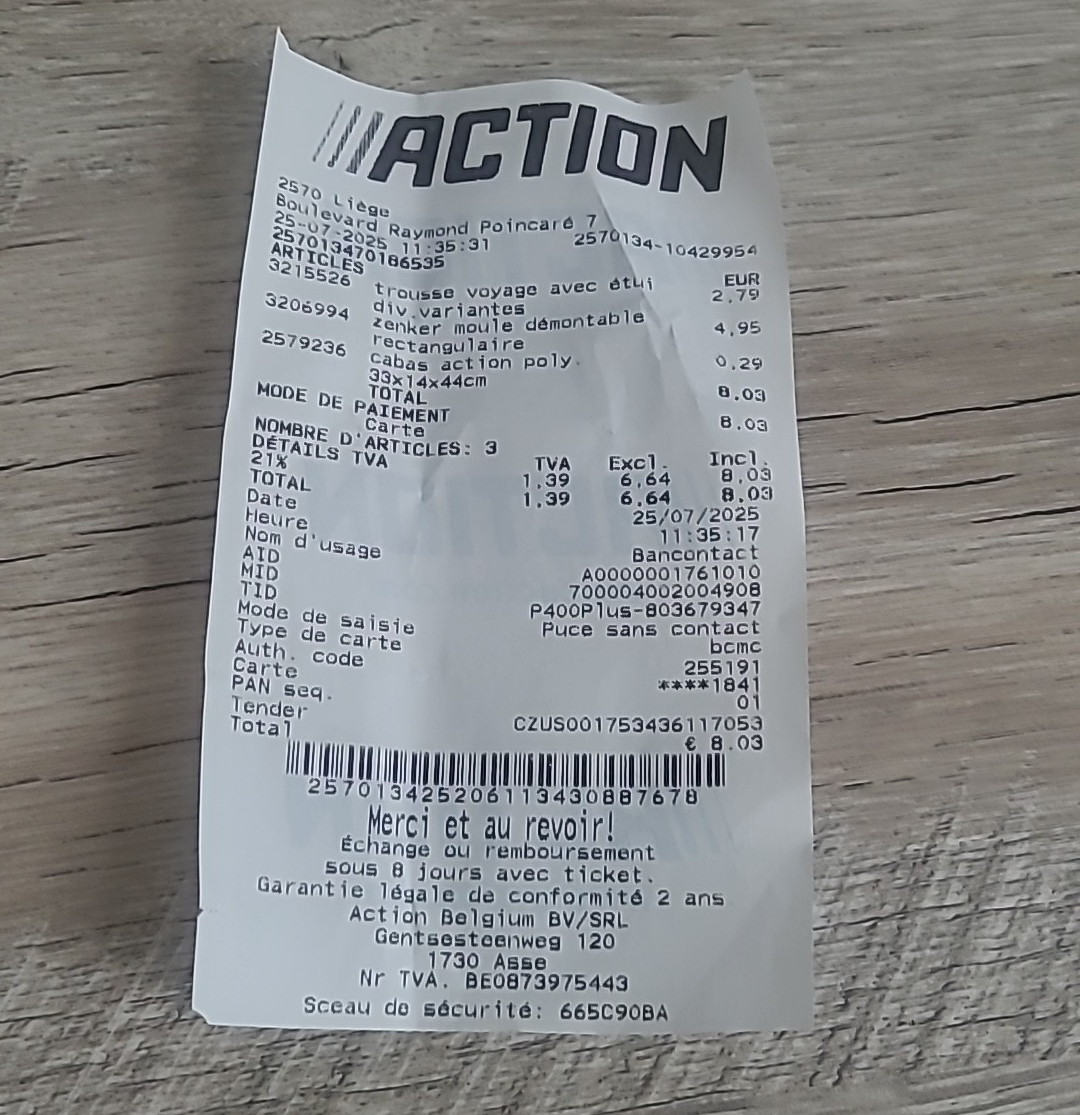 ACTION
2570 Liège
Boulevard Raymond Poincaré 7
25-07-2025 11:35:31 2570134-10429954
257013470186535
ARTICLES EUR
3215526 trousse voyage avec étui 2,79
div.variantes
3206994 zenker moule démontable 4,95
rectangulaire
2579236 cabas action poly. 0,29
33x14x44cm
TOTAL 8,03
MODE DE PAIEMENT
Carte 8,03
NOMBRE D'ARTICLES: 3
DÉTAILS TVA TVA Excl. Incl.
21% 1,39 6,64 8,03
TOTAL 1,39 6,64 8,03
Date 25/07/2025
Heure 11:35:17
Nom d'usage Bancontact
AID A0000001761010
MID 700004002004908
TID P400Plus-803679347
Mode de saisie Puce sans contact
Type de carte bcmc
Auth. code 255191
Carte ****1841
PAN seq. 01
Tender CZUS001753436117053
Total € 8.03
2570134252061134308876​78
Merci et au revoir!
Échange ou remboursement
sous 8 jours avec ticket.
Garantie légale de conformité 2 ans
Action Belgium BV/SRL
Gentsesteenweg 120
1730 Asse
Nr TVA. BE0873975443
Sceau de sécurité: 665C90BA